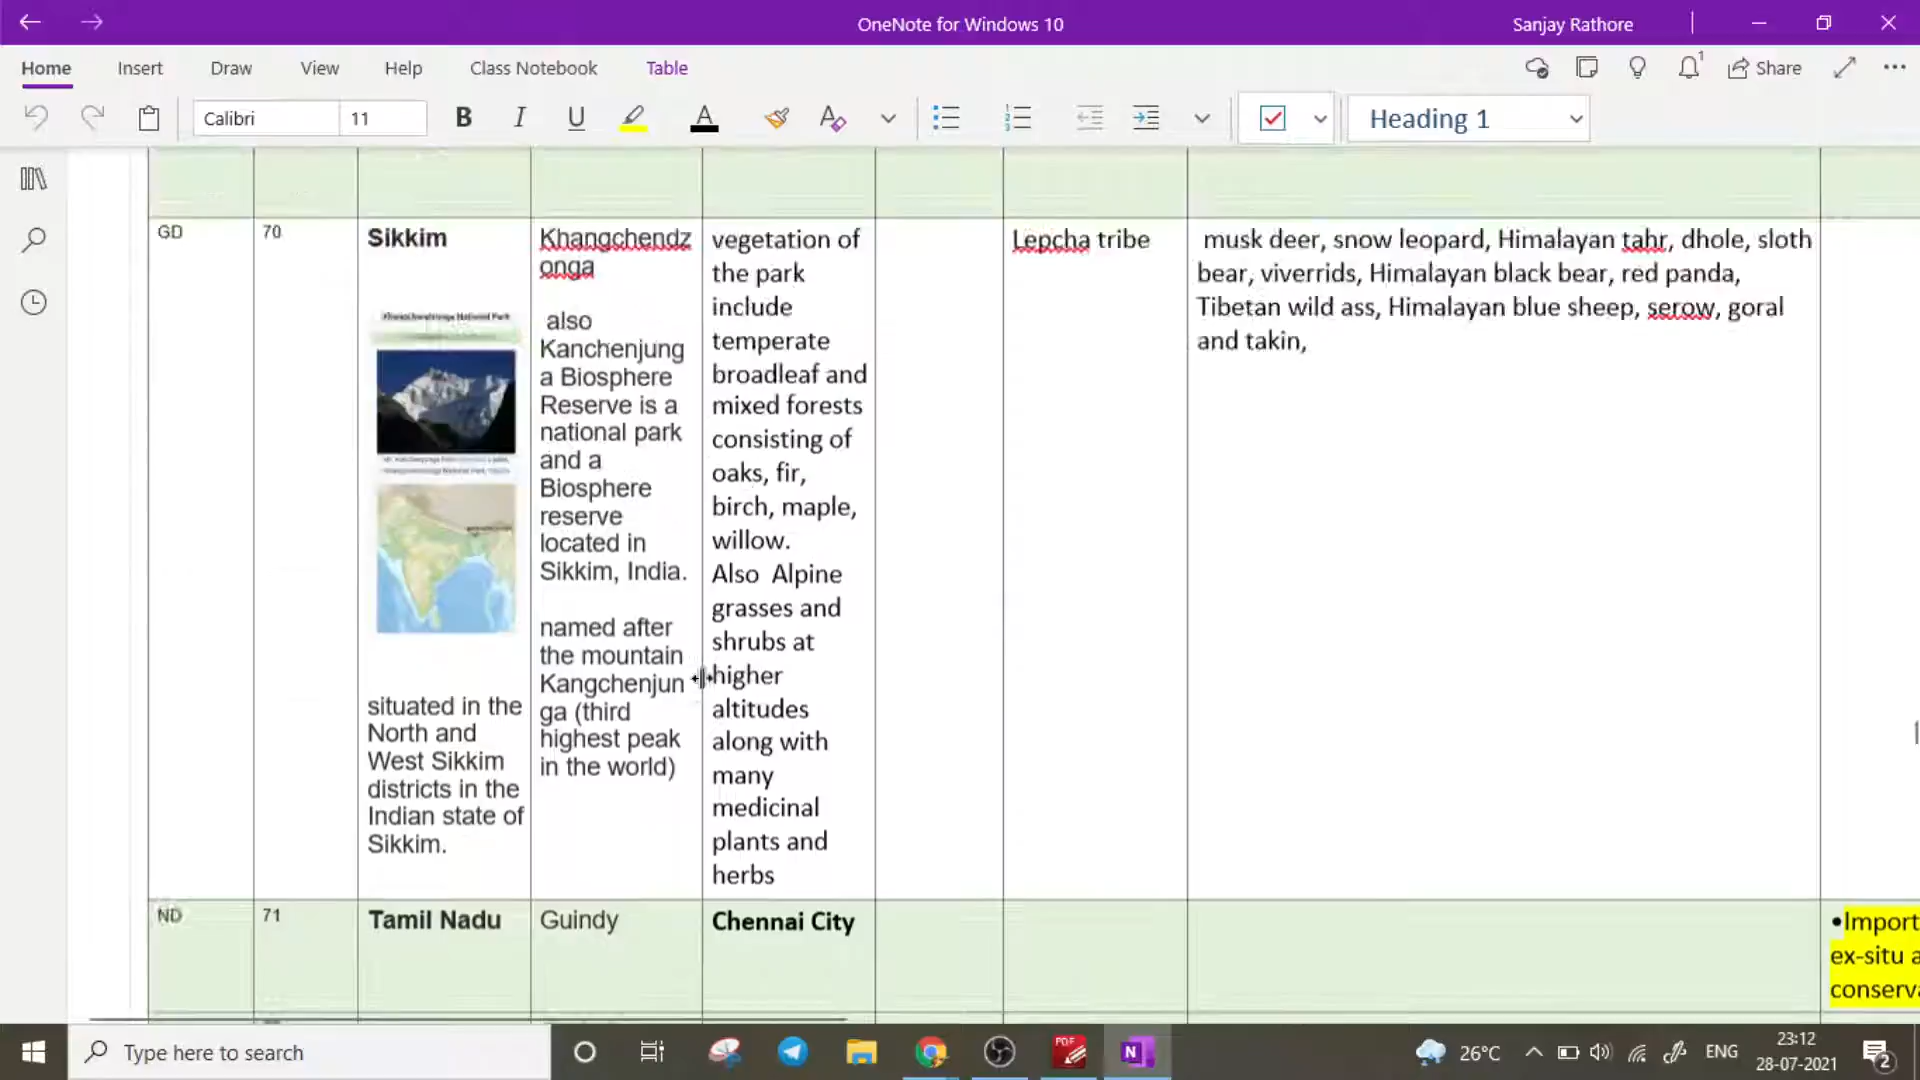 OneNote for Windows 10
Sanjay Rathore
Home
Insert
Draw
View
Help
Class Notebook
Table
1
Share
Calibri
11
B
I
U
A
A
Heading 1
GD
70
Sikkim
Khangchendzonga National Park
situated in the
North and
West Sikkim
districts in the
Indian state of
Sikkim.
Khangchendz
onga
also
Kanchenjung
a Biosphere
Reserve is a
national park
and a
Biosphere
reserve
located in
Sikkim, India.
named after
the mountain
Kangchenjun
ga (third
highest peak
in the world)
vegetation of
the park
include
temperate
broadleaf and
mixed forests
consisting of
oaks, fir,
birch, maple,
willow.
Also Alpine
grasses and
shrubs at
higher
altitudes
along with
many
medicinal
plants and
herbs
Lepcha tribe
musk deer, snow leopard, Himalayan tahr, dhole, sloth
bear, viverrids, Himalayan black bear, red panda,
Tibetan wild ass, Himalayan blue sheep, serow, goral
and takin,
ND
71
Tamil Nadu
Guindy
Chennai City
•Import
ex-situ a
conserva
Type here to search
PDF
N
26°C
ENG
23:12
28-07-2021
2